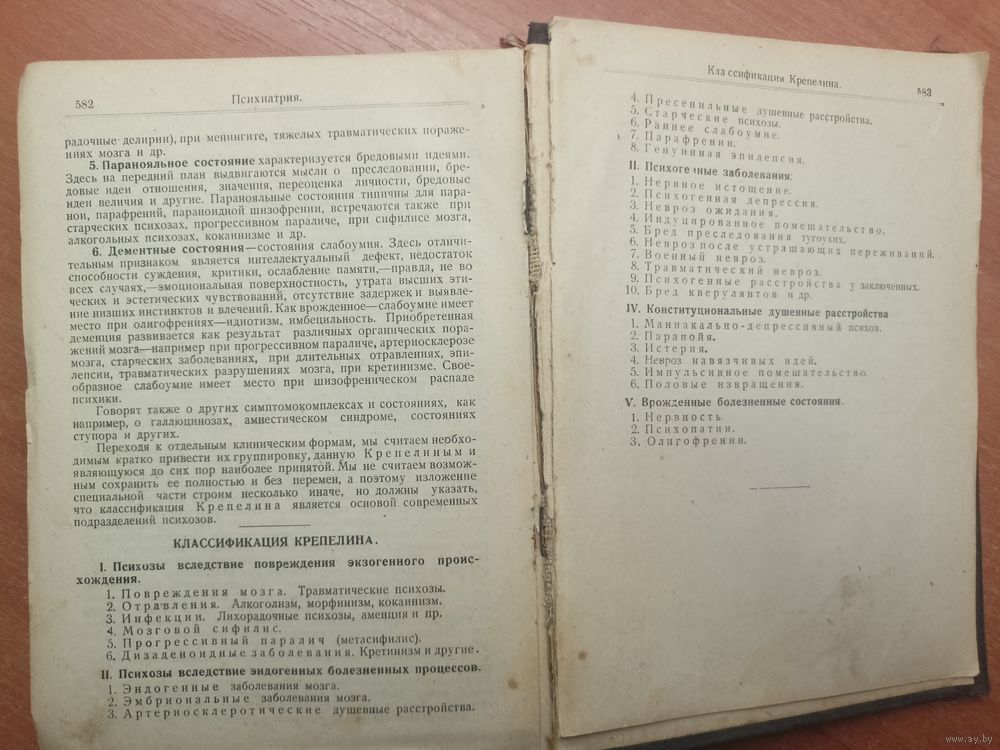 582
Психиатрия.
радочные делирии), при менингите, тяжелых травматических пораже-
ниях мозга и др.
5. Паранояльное состояние характеризуется бредовыми идеями.
Здесь на передний план выдвигаются мысли о преследовании, бре-
довые идеи отношения, значения, переоценка личности, бредовые
идеи величия и другие. Паранояльные состояния типичны для пара-
нои, парафрений, параноидной шизофрении, встречаются также при
старческих психозах, прогрессивном параличе, при сифилисе мозга,
алкогольных психозах, кокаинизме и др.
6. Дементные состояния—состояния слабоумия. Здесь отличи-
тельным признаком является интеллектуальный дефект, недостаток
способности суждения, критики, ослабление памяти,—правда, не во
всех случаях,—эмоциональная поверхность, утрата высших эти-
ческих и эстетических чувствований, отсутствие задержек и выявле-
ние низших инстинктов и влечений. Как врожденное—слабоумие имеет
место при олигофрениях—идиотизм, имбецильность. Приобретенная
деменция развивается как результат различных органических пора-
жений мозга—например при прогрессивном параличе, артериосклерозе
мозга, старческих заболеваниях, при длительных отравлениях, эпи-
лепсии, травматических разрушениях мозга, при кретинизме. Свое-
образное слабоумие имеет место при шизофреническом распаде
психики.
Говорят также о других симптомокомплексах и состояниях, как
например, о галлюцинозах, амнестическом синдроме, состояниях
ступора и других.
Переходя к отдельным клиническим формам, мы считаем необхо-
димым кратко привести их группировку, данную Крепелиным и
являющуюся до сих пор наиболее принятой. Мы не считаем возмож-
ным сохранить ее полностью и без перемен, а поэтому изложение
специальной части строим несколько иначе, но должны указать,
что классификация Крепелина является основой современных
подразделений психозов.
КЛАССИФИКАЦИЯ КРЕПЕЛИНА.
I. Психозы вследствие повреждения экзогенного проис-
хождения.
1. Повреждения мозга. Травматические психозы.
2. Отравления. Алкоголизм, морфинизм, кокаинизм.
3. Инфекции. Лихорадочные психозы, аменция и пр.
4. Мозговой сифилис.
5. Прогрессивный паралич (метасифилис).
6. Дизаденоидные заболевания. Кретинизм и другие.
II. Психозы вследствие эндогенных болезненных процессов.
1. Эндогенные заболевания мозга.
2. Эмбриональные заболевания мозга.
3. Артериосклеротические душевные расстройства.
Классификация Крепелина.
583
4. Пресенильные душевные расстройства.
5. Старческие психозы.
6. Раннее слабоумие.
7. Парафрении.
8. Генуинная эпилепсия.
II. Психогенные заболевания:
1. Нервное истощение.
2. Психогенная депрессия.
3. Невроз ожидания.
4. Индуцированное помешательство.
5. Бред преследования тугоухих.
6. Невроз после устрашающих переживаний.
7. Военный невроз.
8. Травматический невроз.
9. Психогенные расстройства у заключенных.
10. Бред кверулянтов и др.
IV. Конституциональные душевные расстройства
1. Маниакально-депрессивный психоз.
2. Паранойя.
3. Истерия.
4. Невроз навязчивых идей.
5. Импульсивное помешательство.
6. Половые извращения.
V. Врожденные болезненные состояния.
1. Нервность
2. Психопатии.
3. Олигофрении.
www.ay.by